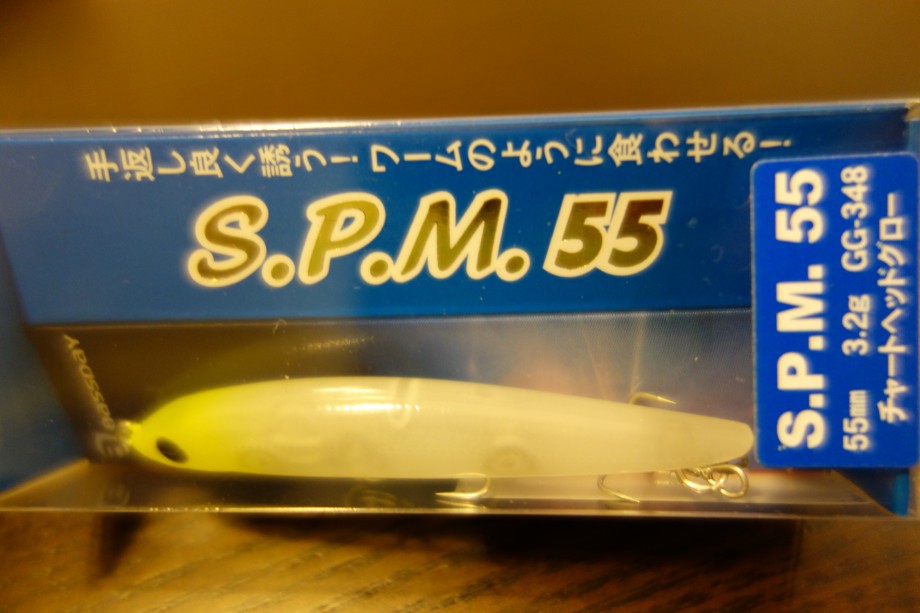 手返し良く誘う！ワームのように食わせる！
S.P.M. 55
S.P.M. 55
55mm 3.2g GG-348
チャートヘッドグロー